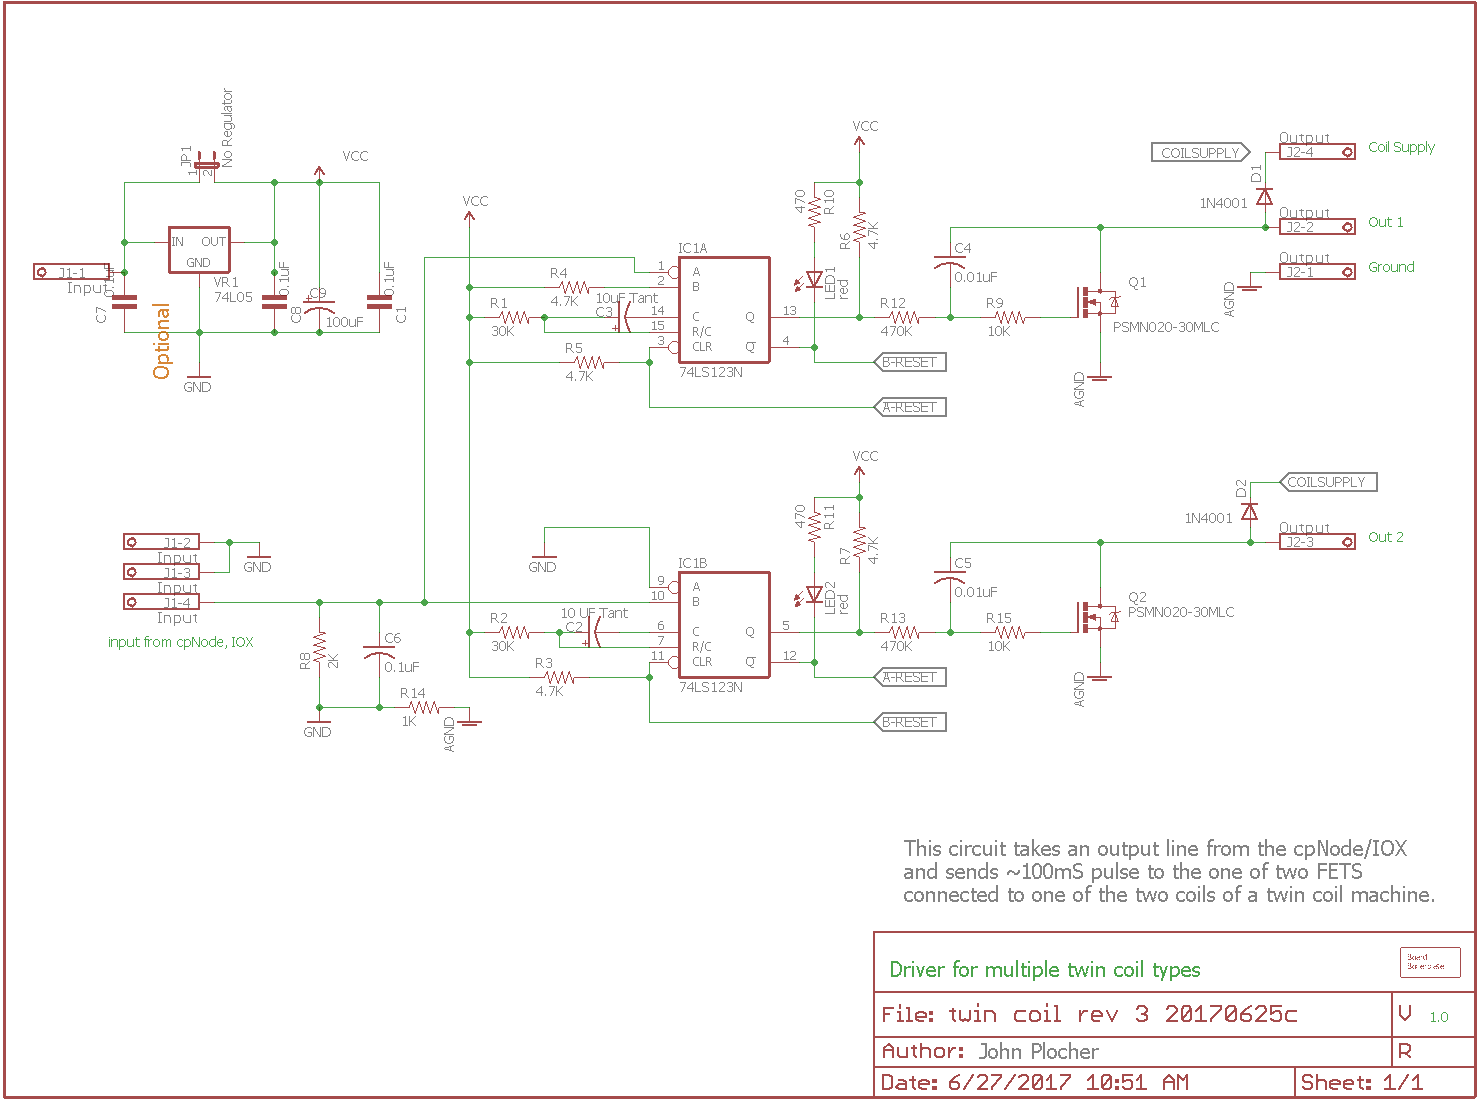 No Regulator
JP1
1
2
VCC
IN OUT
GND
VR1
74L05
J1-1
Input
0.1uF
C7
Optional
0.1uF
C8
C9
+
100uF
0.1uF
C1
GND
VCC
R4
4.7K
R1
30K
10uF Tant
C3
+
R5
4.7K
IC1A
1 A
2 B
14 C
15 R/C
3 CLR
Q 13
Q 4
74LS123N
VCC
470
R10
R6
4.7K
LED1
red
R12
470K
B-RESET
A-RESET
C4
0.01uF
R9
10K
Q1
PSMN020-30MLC
AGND
COILSUPPLY
D1
1N4001
Output
J2-4
Coil Supply
Output
J2-2
Out 1
Output
J2-1
Ground
AGND
J1-2
Input
J1-3
Input
J1-4
Input
GND
input from cpNode, IOX
R8
2K
C6
0.1uF
R14
1K
GND
AGND
GND
10 UF Tant
C2
+
R2
30K
R3
4.7K
IC1B
9 A
10 B
6 C
7 R/C
11 CLR
Q 5
Q 12
74LS123N
VCC
470
R11
R7
4.7K
LED2
red
R13
470K
A-RESET
B-RESET
C5
0.01uF
R15
10K
Q2
PSMN020-30MLC
AGND
D2
1N4001
COILSUPPLY
Output
J2-3
Out 2
This circuit takes an output line from the cpNode/IOX
and sends ~100mS pulse to the one of two FETS
connected to one of the two coils of a twin coil machine.
Driver for multiple twin coil types
Board
File: twin coil rev 3 20170625c
V 1.0
Author: John Plocher
R
Date: 6/27/2017 10:51 AM
Sheet: 1/1